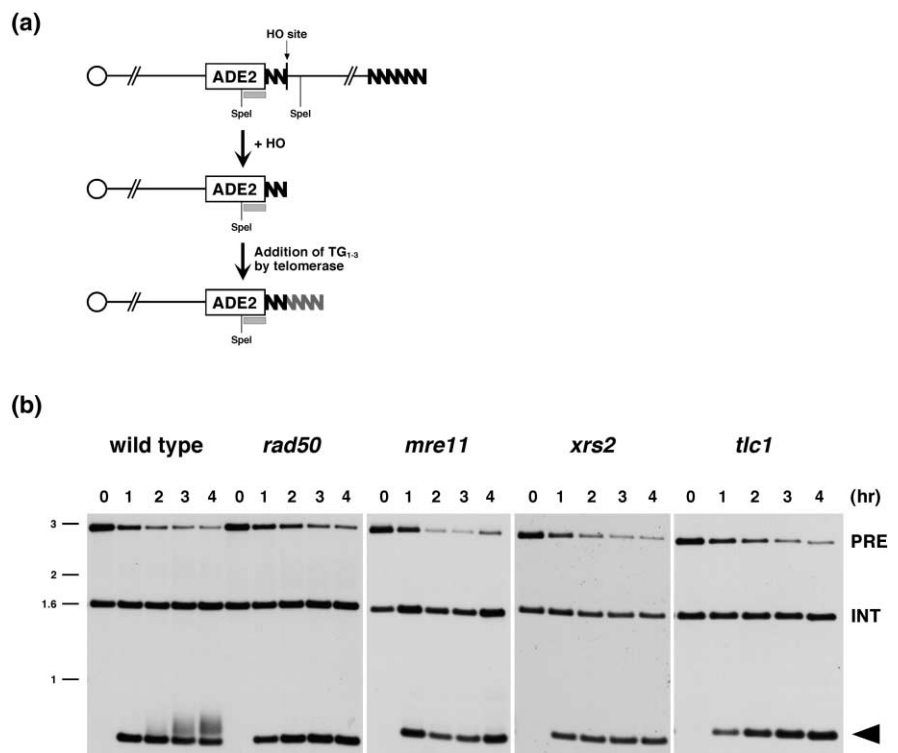 (a)
HO site
ADE2
SpeI SpeI
+ HO
ADE2
SpeI
Addition of TG1-3
by telomerase
ADE2
SpeI
(b)
wild type rad50 mre11 xrs2 tlc1
0 1 2 3 4 0 1 2 3 4 0 1 2 3 4 0 1 2 3 4 0 1 2 3 4 (hr)
3
PRE
2
1.6
INT
1